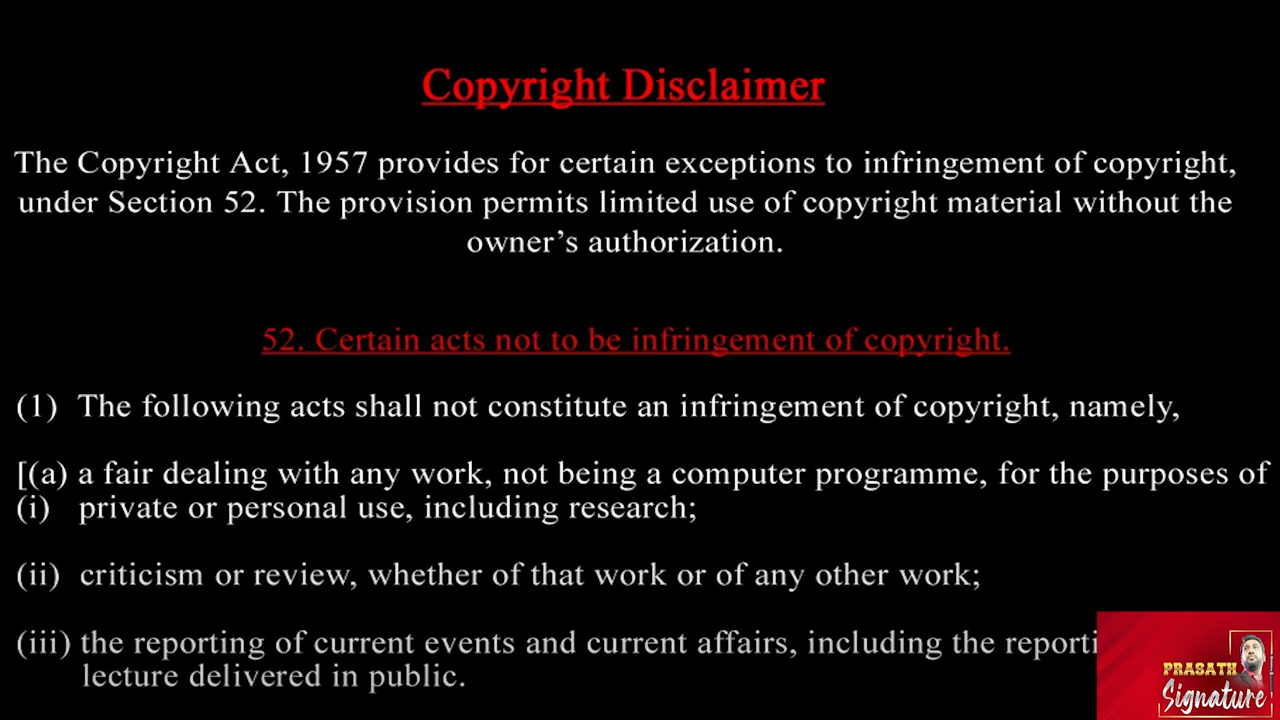 Copyright Disclaimer
The Copyright Act, 1957 provides for certain exceptions to infringement of copyright,
under Section 52. The provision permits limited use of copyright material without the
owner’s authorization.
52. Certain acts not to be infringement of copyright.
(1) The following acts shall not constitute an infringement of copyright, namely,
[(a) a fair dealing with any work, not being a computer programme, for the purposes of
(i) private or personal use, including research;
(ii) criticism or review, whether of that work or of any other work;
(iii) the reporting of current events and current affairs, including the
lecture delivered in public.
PRASATH
Signature